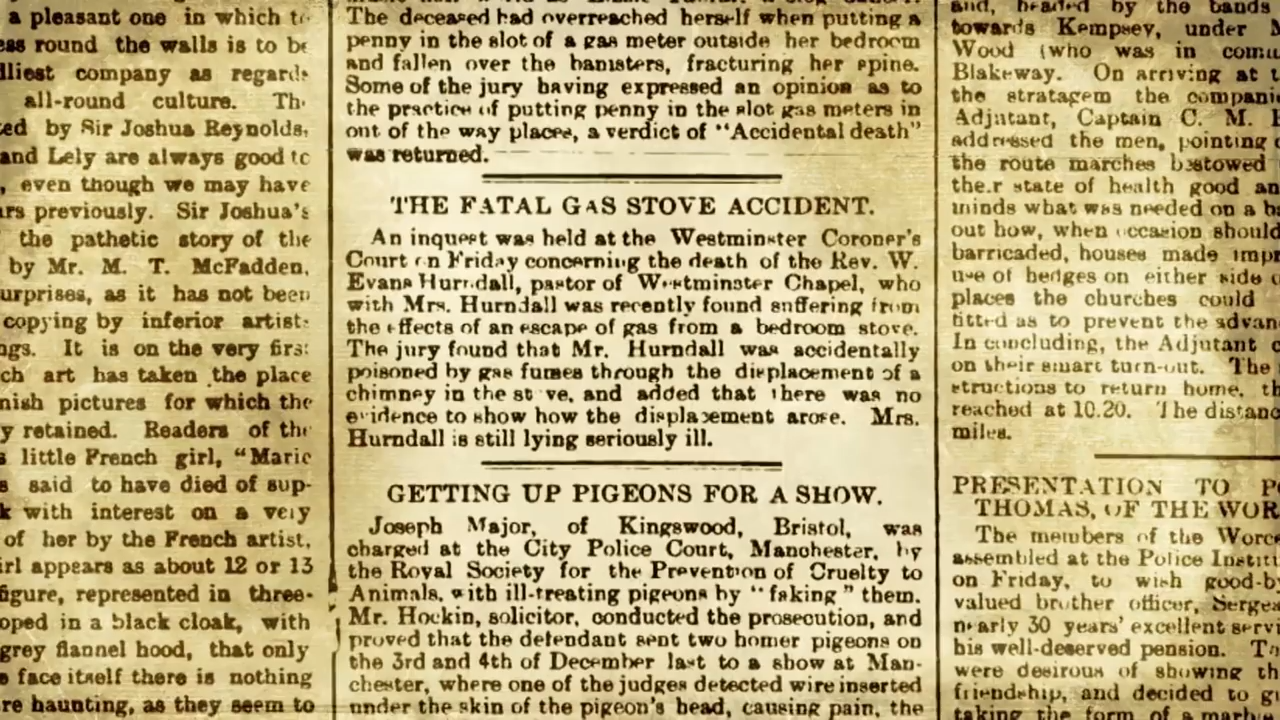 a pleasant one in which
ess round the walls is to be
lliest company as regards
all-round culture. The
ted by Sir Joshua Reynolds,
and Lely are always good to
, even though we may have
ars previously. Sir Joshua's
the pathetic story of the
by Mr. M. T. McFadden,
urprises, as it has not been
copying by inferior artist
ngs. It is on the very first
ch art has taken the place
nish pictures for which the
y retained. Readers of the
s little French girl, "Marie
s said to have died of sup-
k with interest on a very
of her by the French artist,
irl appears as about 12 or 13
figure, represented in three-
oped in a black cloak, with
grey flannel hood, that only
e face itself there is nothing
re haunting, as they seem to
The deceased had overreached herself when putting a
penny in the slot of a gas meter outside her bedroom
and fallen over the banisters, fracturing her spine.
Some of the jury having expressed an opinion as to
the practice of putting penny in the slot gas meters in
out of the way places, a verdict of "Accidental death"
was returned.
THE FATAL GAS STOVE ACCIDENT.
An inquest was held at the Westminster Coroner's
Court on Friday concerning the death of the Rev. W.
Evans Hurndall, pastor of Westminster Chapel, who
with Mrs. Hurndall was recently found suffering from
the effects of an escape of gas from a bedroom stove.
The jury found that Mr. Hurndall was accidentally
poisoned by gas fumes through the displacement of a
chimney in the stove, and added that there was no
evidence to show how the displacement arose. Mrs.
Hurndall is still lying seriously ill.
GETTING UP PIGEONS FOR A SHOW.
Joseph Major, of Kingswood, Bristol, was
charged at the City Police Court, Manchester, by
the Royal Society for the Prevention of Cruelty to
Animals, with ill-treating pigeons by "faking" them.
Mr. Hockin, solicitor, conducted the prosecution, and
proved that the defendant sent two homer pigeons on
the 3rd and 4th of December last to a show at Man-
chester, where one of the judges detected wire inserted
under the skin of the pigeon's head, causing pain, the
and, headed by the bands
towards Kempsey, under
Wood (who was in com
Blakeway. On arriving at
the stratagem the compani
Adjutant, Captain C. M.
addressed the men, pointing
the route marches bestowed
their state of health good an
minds what was needed on a
out how, when occasion should
barricaded, houses made impr
use of hedges on either side
places the churches could
fitted as to prevent the advan
In concluding, the Adjutant
on their smart turn-out. The
structions to return home, th
reached at 10.20. The distanc
miles.
PRESENTATION TO
THOMAS, OF THE WOR
The members of the Worce
assembled at the Police Instit
on Friday, to wish good-by
valued brother officer, Sergea
nearly 30 years' excellent servi
his well-deserved pension.
were desirous of showing th
friendship, and decided to
taking the form of a